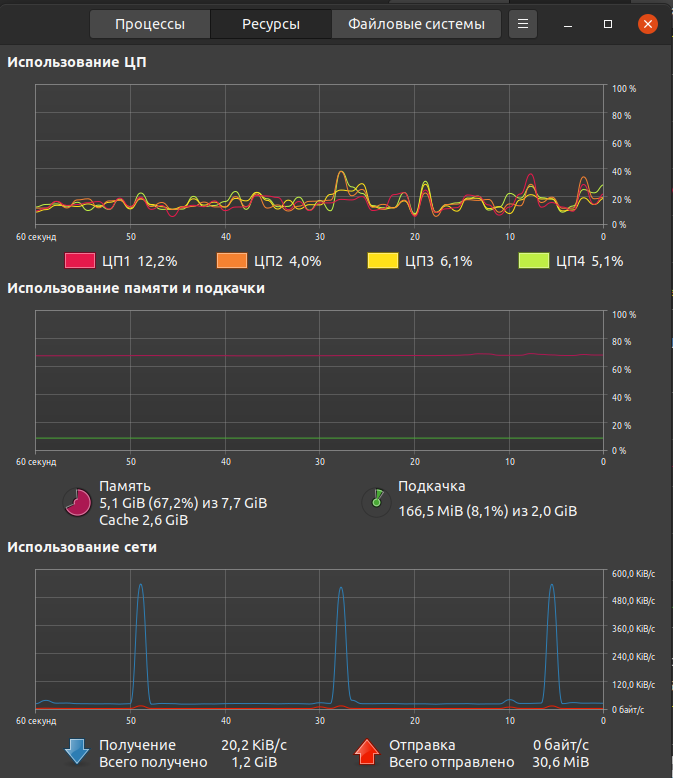 Процессы Ресурсы Файловые системы
Использование ЦП
100 %
80 %
60 %
40 %
20 %
0 %
60 секунд 50 40 30 20 10 0
ЦП1 12,2% ЦП2 4,0% ЦП3 6,1% ЦП4 5,1%
Использование памяти и подкачки
100 %
80 %
60 %
40 %
20 %
0 %
60 секунд 50 40 30 20 10 0
Память
5,1 GiB (67,2%) из 7,7 GiB
Cache 2,6 GiB
Подкачка
166,5 MiB (8,1%) из 2,0 GiB
Использование сети
600,0 KiB/с
480,0 KiB/с
360,0 KiB/с
240,0 KiB/с
120,0 KiB/с
0 байт/с
60 секунд 50 40 30 20 10 0
Получение 20,2 KiB/с
Всего получено 1,2 GiB
Отправка 0 байт/с
Всего отправлено 30,6 MiB